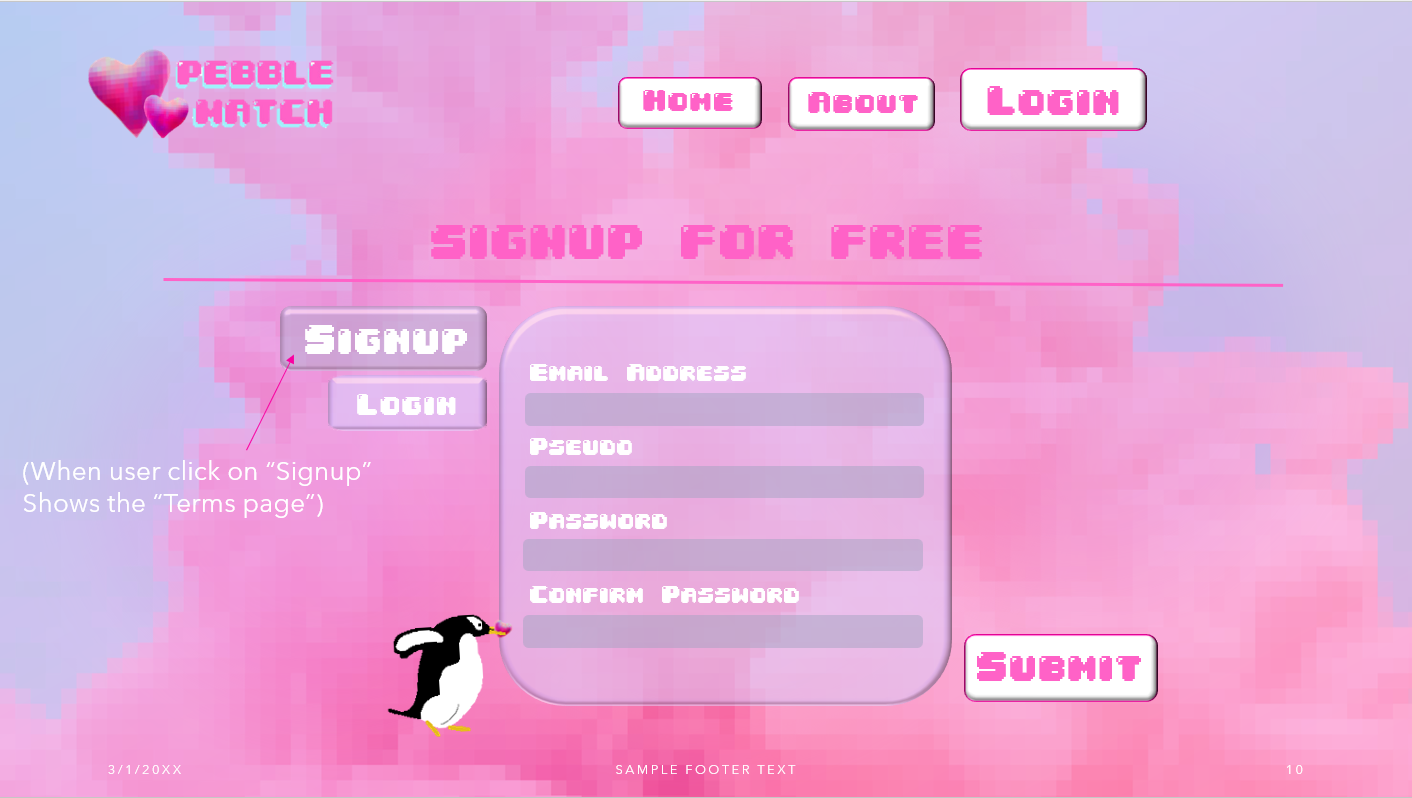 PEBBLE
MATCH
HOME
ABOUT
LOGIN
SIGNUP FOR FREE
SIGNUP
LOGIN
EMAIL ADDRESS
PSEUDO
PASSWORD
CONFIRM PASSWORD
(When user click on “Signup”
Shows the “Terms page”)
SUBMIT
3/1/20XX
SAMPLE FOOTER TEXT
10